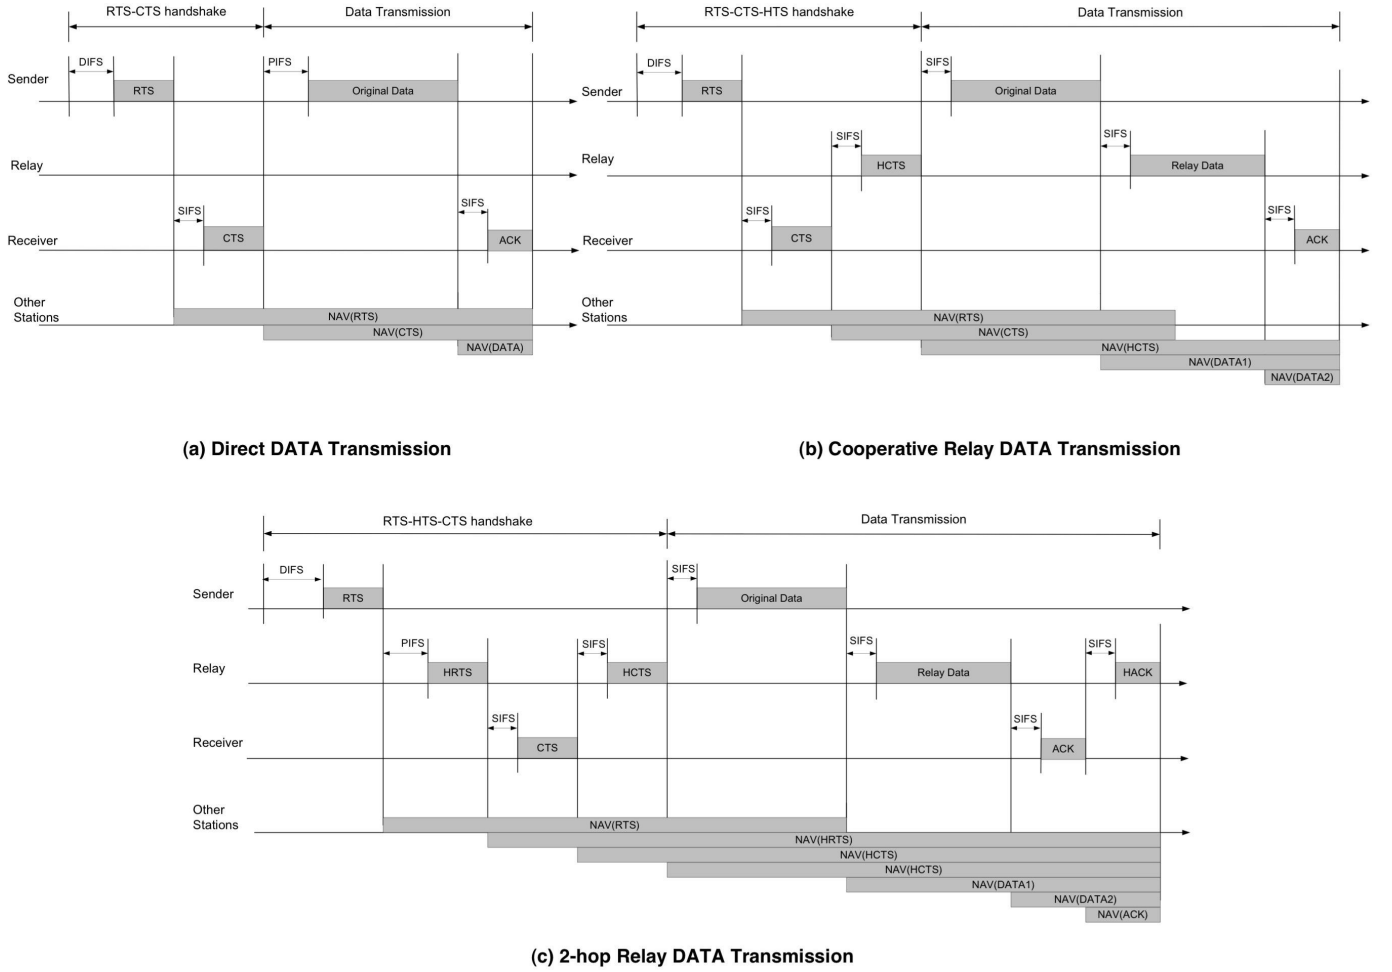 RTS-CTS handshake
Data Transmission
DIFS
PIFS
Sender
RTS
Original Data
Relay
SIFS
SIFS
Receiver
CTS
ACK
Other
Stations
NAV(RTS)
NAV(CTS)
NAV(DATA)
(a) Direct DATA Transmission
RTS-CTS-HTS handshake
Data Transmission
DIFS
SIFS
Sender
RTS
Original Data
SIFS
SIFS
Relay
HCTS
Relay Data
SIFS
SIFS
Receiver
CTS
ACK
Other
Stations
NAV(RTS)
NAV(CTS)
NAV(HCTS)
NAV(DATA1)
NAV(DATA2)
(b) Cooperative Relay DATA Transmission
RTS-HTS-CTS handshake
Data Transmission
DIFS
SIFS
Sender
RTS
Original Data
PIFS
SIFS
SIFS
SIFS
Relay
HRTS
HCTS
Relay Data
HACK
SIFS
SIFS
Receiver
CTS
ACK
Other
Stations
NAV(RTS)
NAV(HRTS)
NAV(HCTS)
NAV(HCTS)
NAV(DATA1)
NAV(DATA2)
NAV(ACK)
(c) 2-hop Relay DATA Transmission